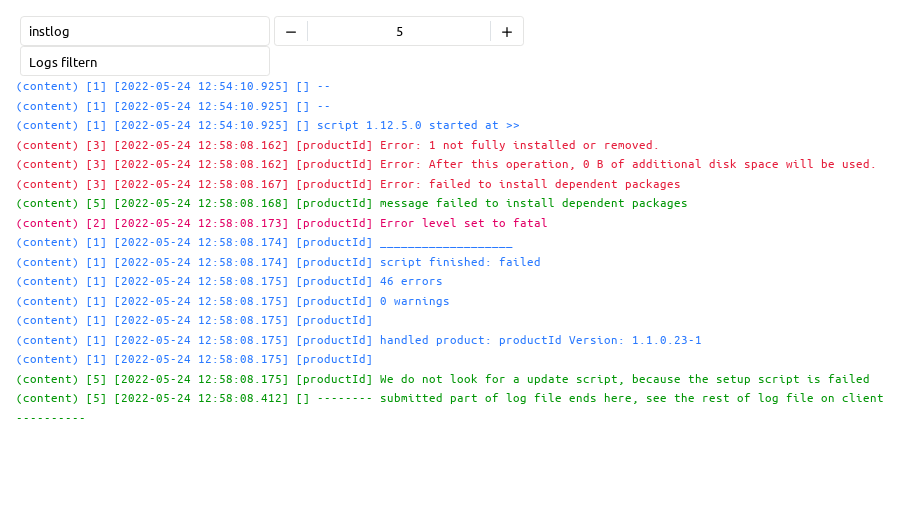 instlog
− 5 +
Logs filtern
(content) [1] [2022-05-24 12:54:10.925] [] --
(content) [1] [2022-05-24 12:54:10.925] [] --
(content) [1] [2022-05-24 12:54:10.925] [] script 1.12.5.0 started at >>
(content) [3] [2022-05-24 12:58:08.162] [productId] Error: 1 not fully installed or removed.
(content) [3] [2022-05-24 12:58:08.162] [productId] Error: After this operation, 0 B of additional disk space will be used.
(content) [3] [2022-05-24 12:58:08.167] [productId] Error: failed to install dependent packages
(content) [5] [2022-05-24 12:58:08.168] [productId] message failed to install dependent packages
(content) [2] [2022-05-24 12:58:08.173] [productId] Error level set to fatal
(content) [1] [2022-05-24 12:58:08.174] [productId] ___________________
(content) [1] [2022-05-24 12:58:08.174] [productId] script finished: failed
(content) [1] [2022-05-24 12:58:08.175] [productId] 46 errors
(content) [1] [2022-05-24 12:58:08.175] [productId] 0 warnings
(content) [1] [2022-05-24 12:58:08.175] [productId]
(content) [1] [2022-05-24 12:58:08.175] [productId] handled product: productId Version: 1.1.0.23-1
(content) [1] [2022-05-24 12:58:08.175] [productId]
(content) [5] [2022-05-24 12:58:08.175] [productId] We do not look for a update script, because the setup script is failed
(content) [5] [2022-05-24 12:58:08.412] [] -------- submitted part of log file ends here, see the rest of log file on client
----------